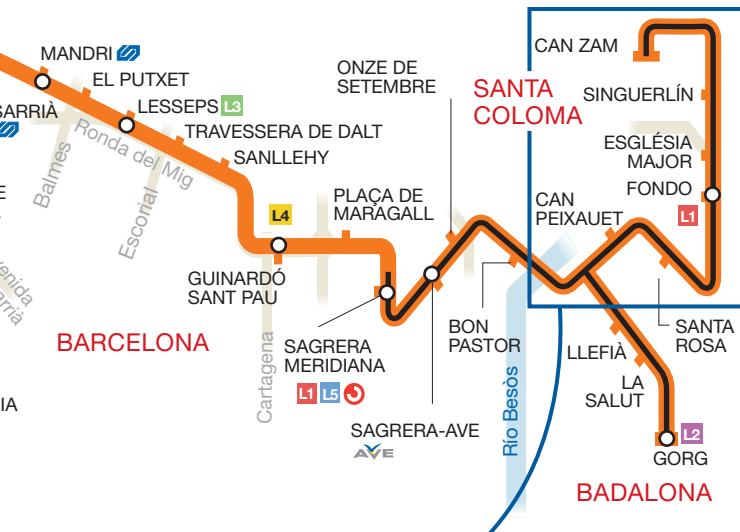 MANDRI
EL PUTXET
LESSEPS L3
SARRIÀ
TRAVESSERA DE DALT
SANLLEHY
Ronda del Mig
Balmes
Escorial
ONZE DE
SETEMBRE
SANTA
COLOMA
CAN ZAM
SINGUERLÍN
ESGLÉSIA
MAJOR
FONDO
L1
CAN
PEIXAUET
PLAÇA DE
MARAGALL
L4
GUINARDÓ
SANT PAU
BARCELONA
Cartagena
SAGRERA
MERIDIANA
L1 L5
SAGRERA-AVE
AVE
BON
PASTOR
Río Besòs
SANTA
ROSA
LLEFIÀ
LA
SALUT
L2
GORG
BADALONA